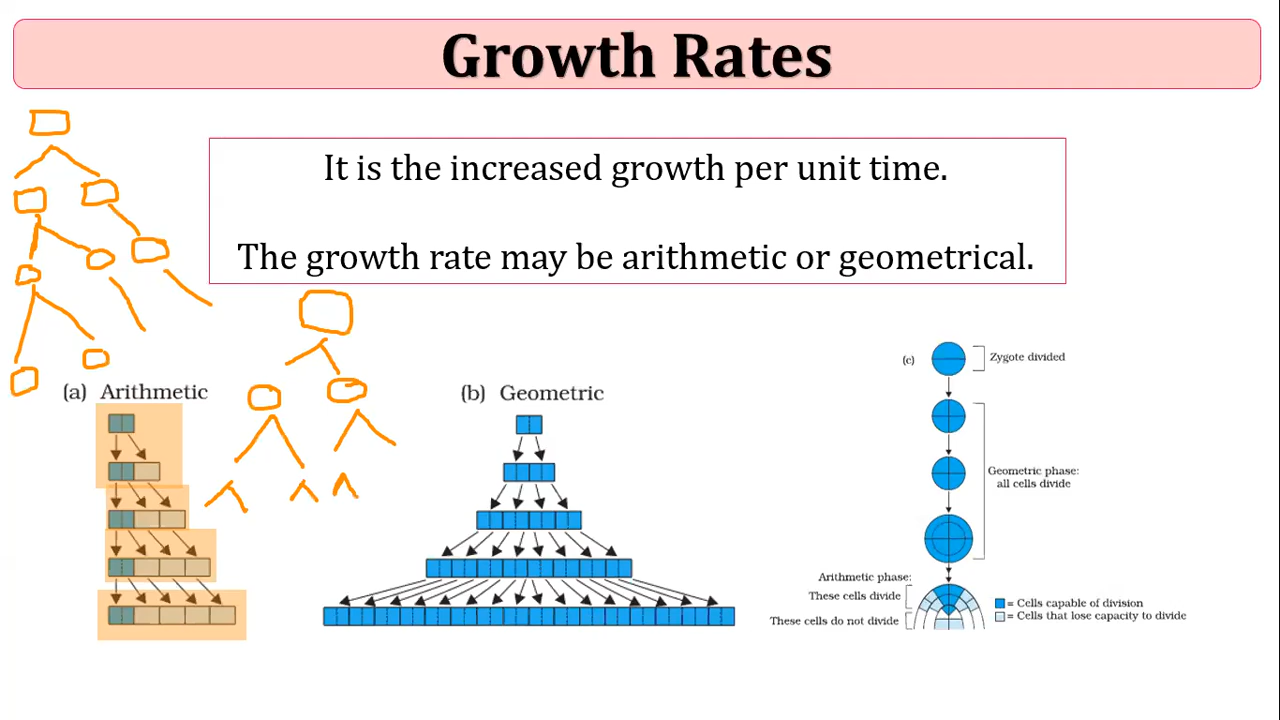 Growth Rates
It is the increased growth per unit time.
The growth rate may be arithmetic or geometrical.
(a) Arithmetic
(b) Geometric
(c)
Zygote divided
Geometric phase:
all cells divide
Arithmetic phase:
These cells divide
These cells do not divide
= Cells capable of division
= Cells that lose capacity to divide